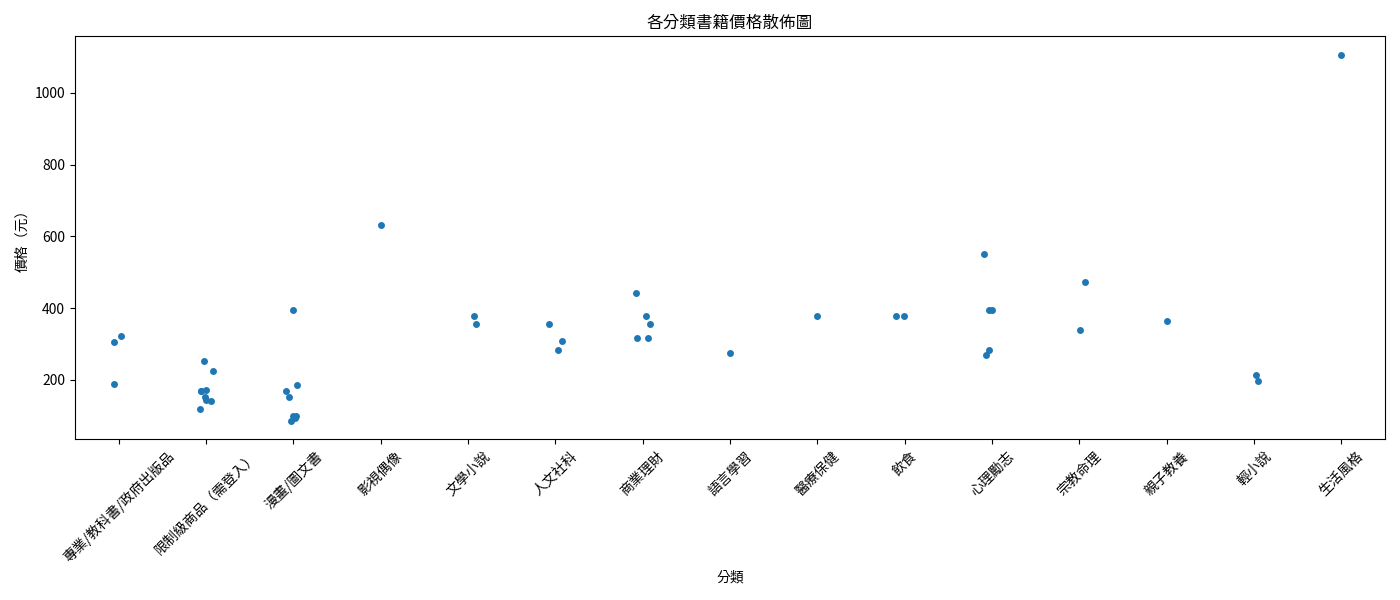 各分類書籍價格散佈圖
價格（元）
1000
800
600
400
200
專業/教科書/政府出版品
限制級商品（需登入）
漫畫/圖文書
影視偶像
文學小說
人文社科
商業理財
語言學習
醫療保健
飲食
心理勵志
宗教命理
親子教養
輕小說
生活風格
分類